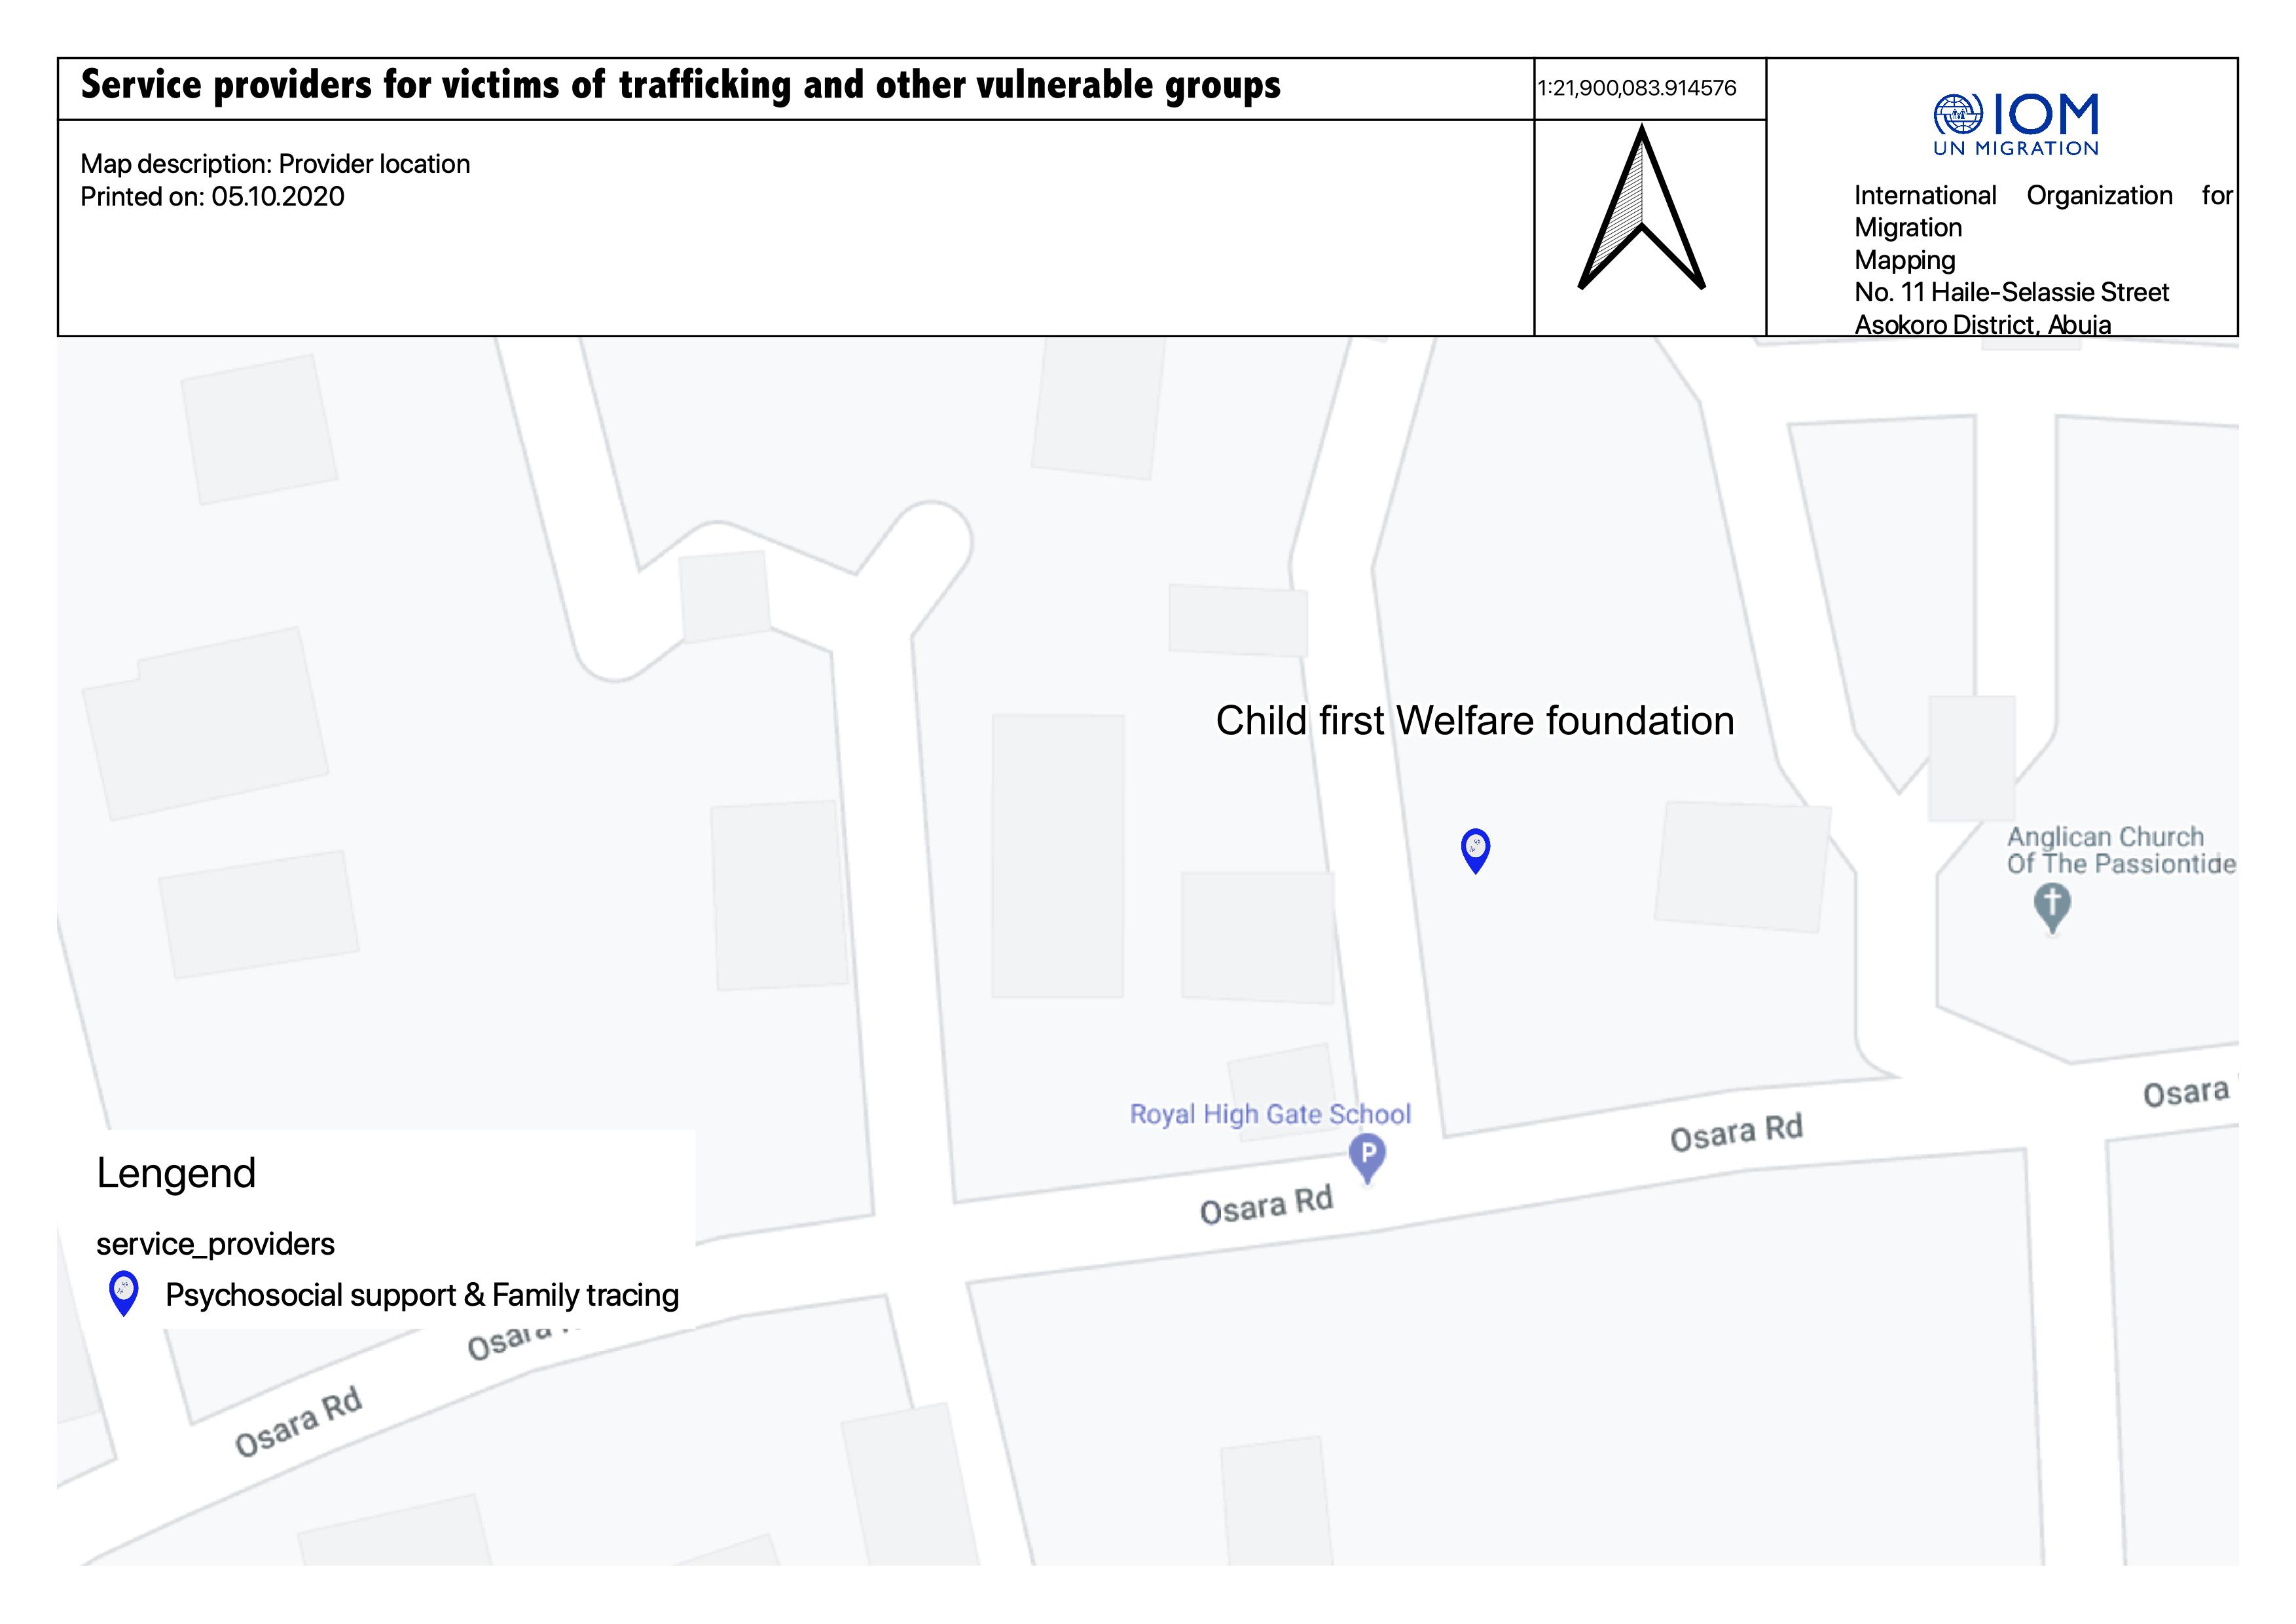 Service providers for victims of trafficking and other vulnerable groups
1:21,900,083.914576
Map description: Provider location
Printed on: 05.10.2020
IOM
UN MIGRATION
International Organization for
Migration
Mapping
No. 11 Haile-Selassie Street
Asokoro District, Abuja
Child first Welfare foundation
Anglican Church
Of The Passiontide
Osara
Royal High Gate School
P
Osara Rd
Osara Rd
Lengend
service_providers
Psychosocial support & Family tracing
Osara
Osara Rd